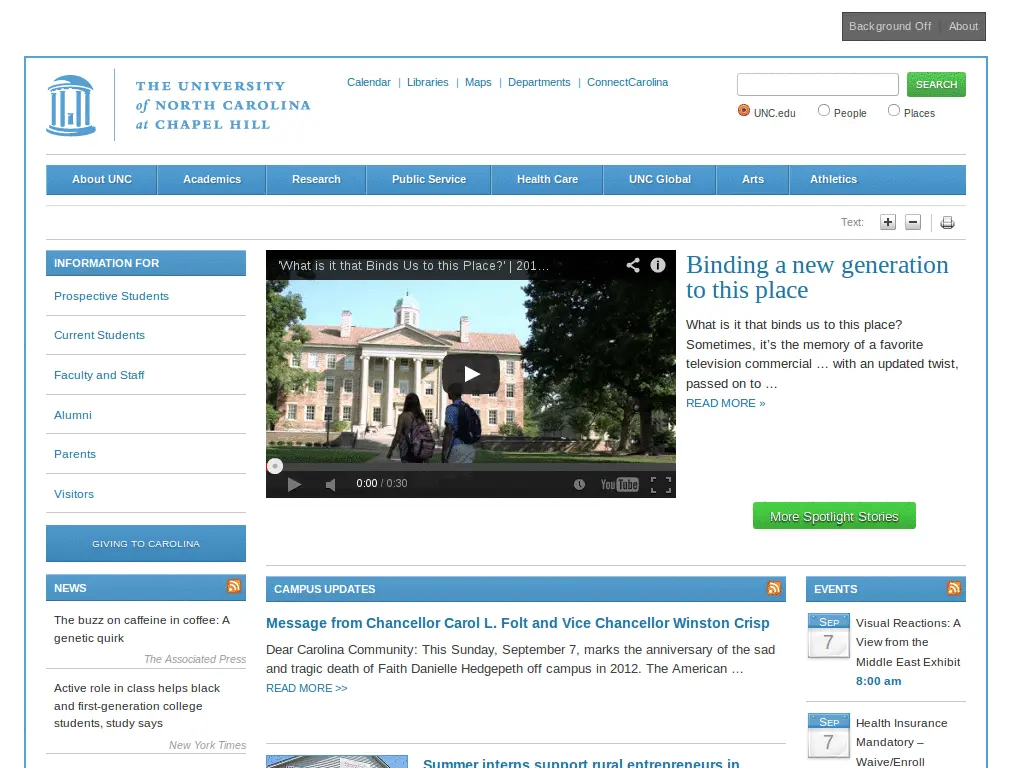 Background Off | About
THE UNIVERSITY
of NORTH CAROLINA
at CHAPEL HILL
Calendar | Libraries | Maps | Departments | ConnectCarolina
SEARCH
UNC.edu People Places
About UNC Academics Research Public Service Health Care UNC Global Arts Athletics
Text:
INFORMATION FOR
Prospective Students
Current Students
Faculty and Staff
Alumni
Parents
Visitors
GIVING TO CAROLINA
'What is it that Binds Us to this Place?' | 201...
0:00 / 0:30
YouTube
Binding a new generation
to this place
What is it that binds us to this place?
Sometimes, it's the memory of a favorite
television commercial … with an updated twist,
passed on to …
READ MORE »
More Spotlight Stories
NEWS
The buzz on caffeine in coffee: A
genetic quirk
The Associated Press
Active role in class helps black
and first-generation college
students, study says
New York Times
CAMPUS UPDATES
Message from Chancellor Carol L. Folt and Vice Chancellor Winston Crisp
Dear Carolina Community: This Sunday, September 7, marks the anniversary of the sad
and tragic death of Faith Danielle Hedgepeth off campus in 2012. The American …
READ MORE >>
Summer interns support rural entrepreneurs in
EVENTS
SEP
7
Visual Reactions: A
View from the
Middle East Exhibit
8:00 am
SEP
7
Health Insurance
Mandatory –
Waive/Enroll